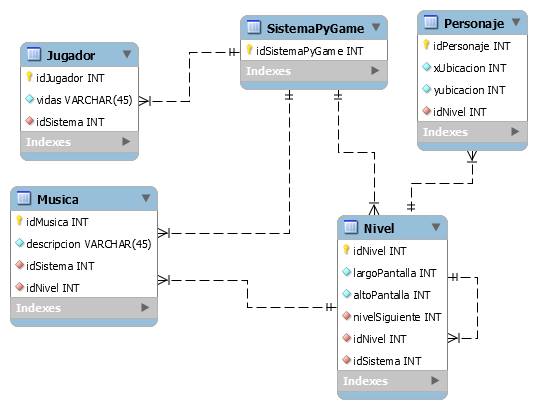 Jugador
idJugador INT
vidas VARCHAR(45)
idSistema INT
Indexes
SistemaPyGame
idSistemaPyGame INT
Indexes
Personaje
idPersonaje INT
xUbicacion INT
yubicacion INT
idNivel INT
Indexes
Musica
idMusica INT
descripcion VARCHAR(45)
idSistema INT
idNivel INT
Indexes
Nivel
idNivel INT
largoPantalla INT
altoPantalla INT
nivelSiguiente INT
idNivel INT
idSistema INT
Indexes